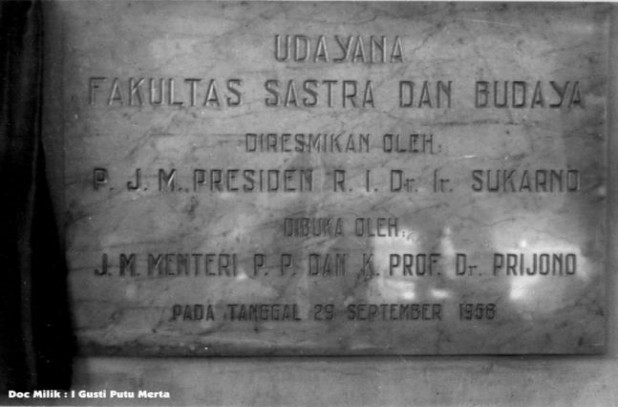 UDAYANA
FAKULTAS SASTRA DAN BUDAYA
DIRESMIKAN OLEH:
P. J. M. PRESIDEN R. I. Dr. Ir. SUKARNO
DIBUKA OLEH:
J. M. MENTERI P. P. DAN K. PROF. Dr. PRIJONO
PADA TANGGAL 29 SEPTEMBER 1958
Doc Milik : I Gusti Putu Merta